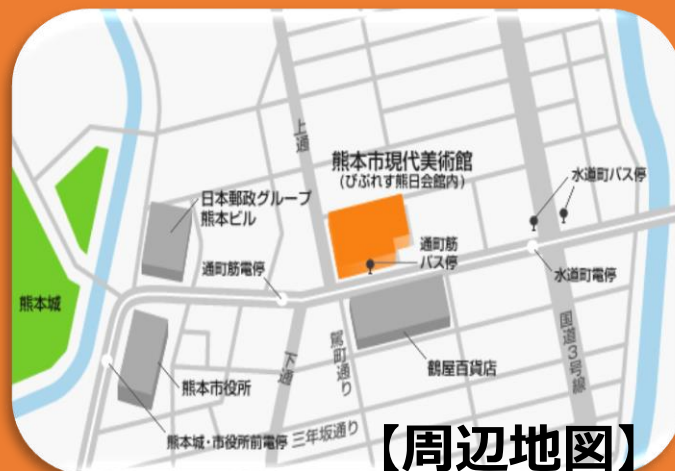 上通
熊本市現代美術館
(びぷれす熊日会館内)
水道町バス停
日本郵政グループ
熊本ビル
通町筋
バス停
通町筋電停
水道町電停
熊本城
国道3号線
下通
駕町通り
鶴屋百貨店
熊本市役所
熊本城・市役所前電停
三年坂通り
【周辺地図】